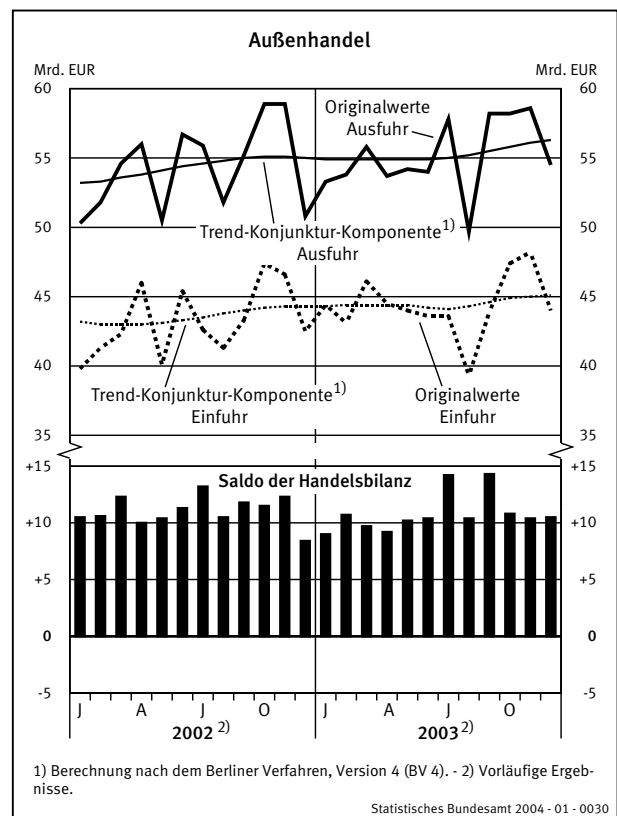 Außenhandel
Mrd. EUR
Mrd. EUR
60
60
Originalwerte
Ausfuhr
55
55
50
50
Trend-Konjunktur-Komponente1)
Ausfuhr
45
45
40
40
Trend-Konjunktur-Komponente1)
Einfuhr
Originalwerte
Einfuhr
35
35
+15
+15
Saldo der Handelsbilanz
+10
+10
+5
+5
0
0
-5
-5
J A J O J A J O
2002 2) 2003 2)
1) Berechnung nach dem Berliner Verfahren, Version 4 (BV 4). - 2) Vorläufige Ergeb-
nisse.
Statistisches Bundesamt 2004 - 01 - 0030